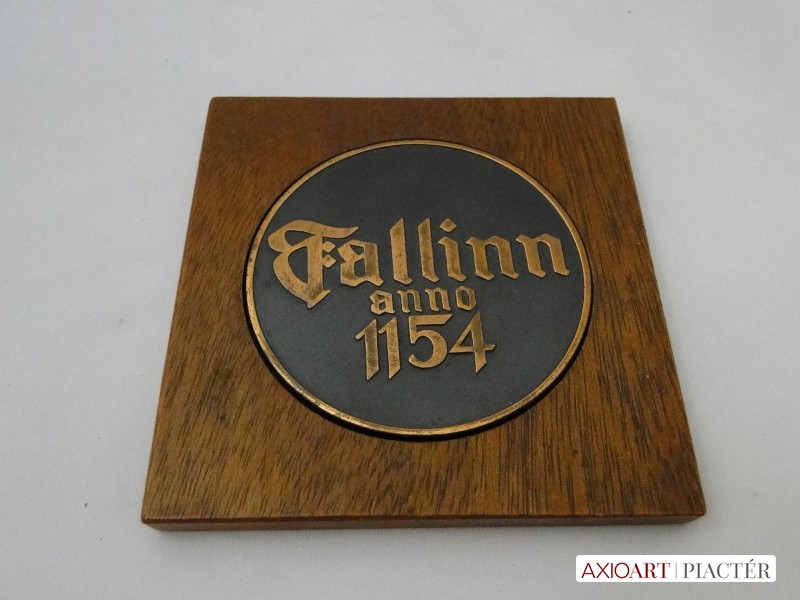 Tallinn
anno
1154
AXIOART | PIACTÉR